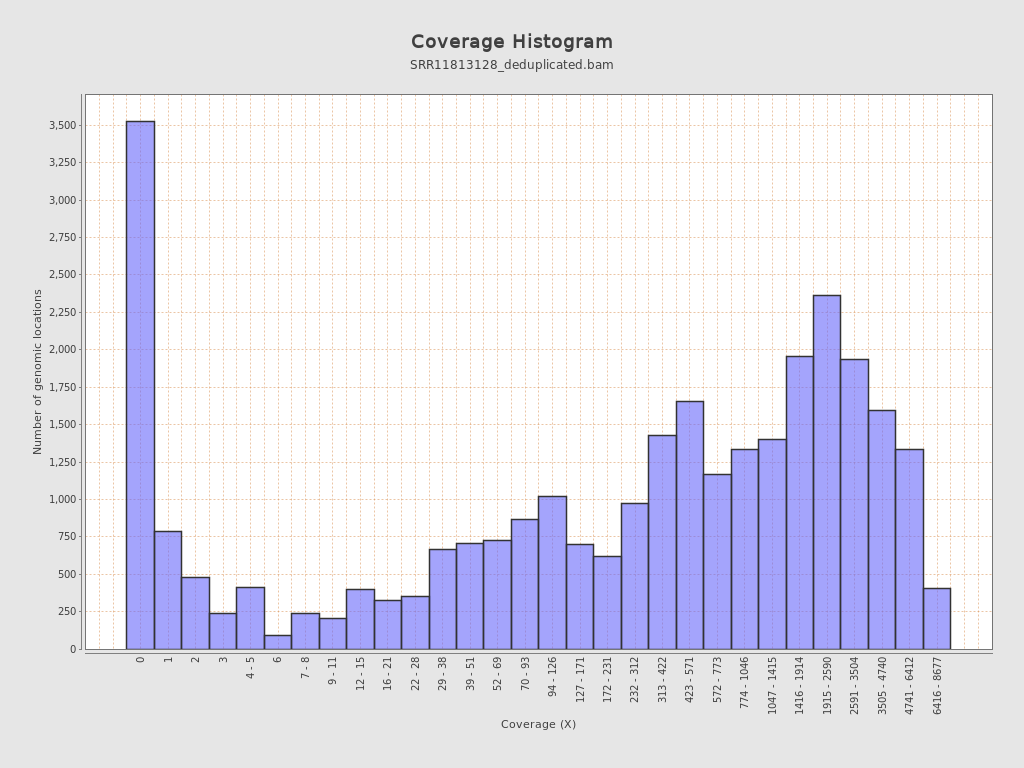 Coverage Histogram
SRR11813128_deduplicated.bam
Number of genomic locations
3,500
3,250
3,000
2,750
2,500
2,250
2,000
1,750
1,500
1,250
1,000
750
500
250
0
0
1
2
3
4 - 5
6
7 - 8
9 - 11
12 - 15
16 - 21
22 - 28
29 - 38
39 - 51
52 - 69
70 - 93
94 - 126
127 - 171
172 - 231
232 - 312
313 - 422
423 - 571
572 - 773
774 - 1046
1047 - 1415
1416 - 1914
1915 - 2590
2591 - 3504
3505 - 4740
4741 - 6412
6416 - 8677
Coverage (X)